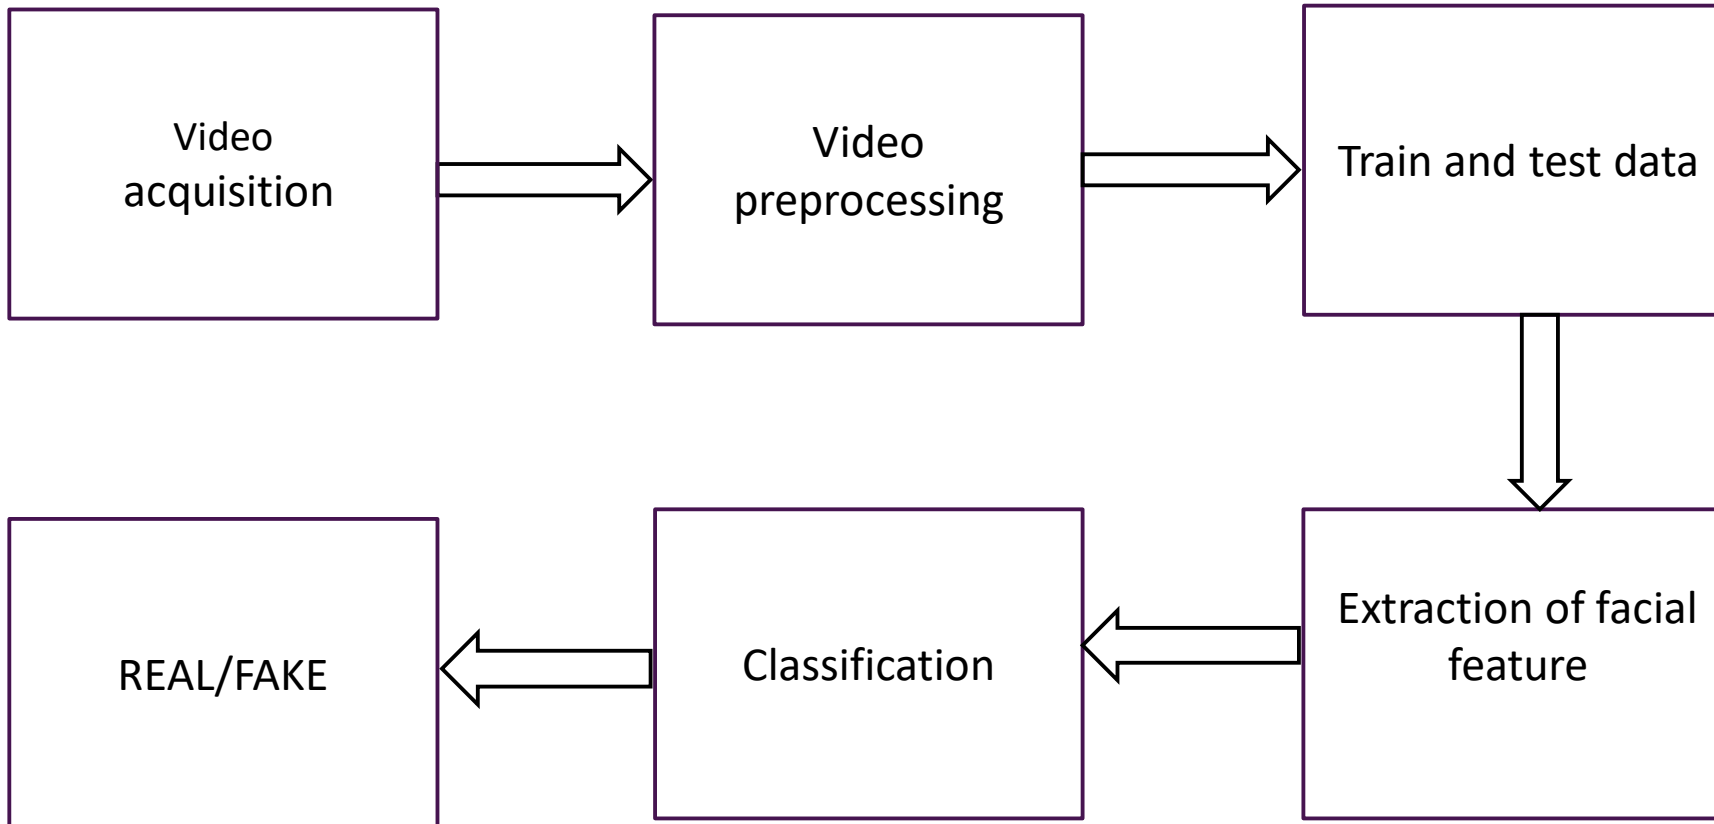 Video
acquisition
Video
preprocessing
Train and test data
Extraction of facial
feature
Classification
REAL/FAKE